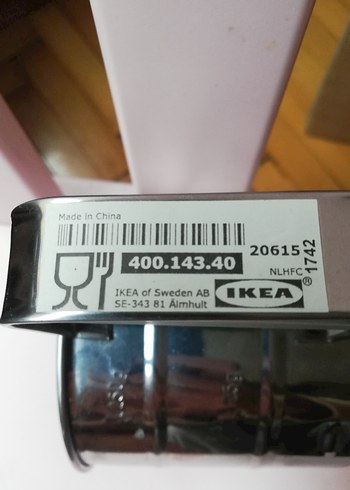 Made in China
400.143.40
20615
NLHFC
1742
IKEA of Sweden AB
SE-343 81 Älmhult
IKEA®